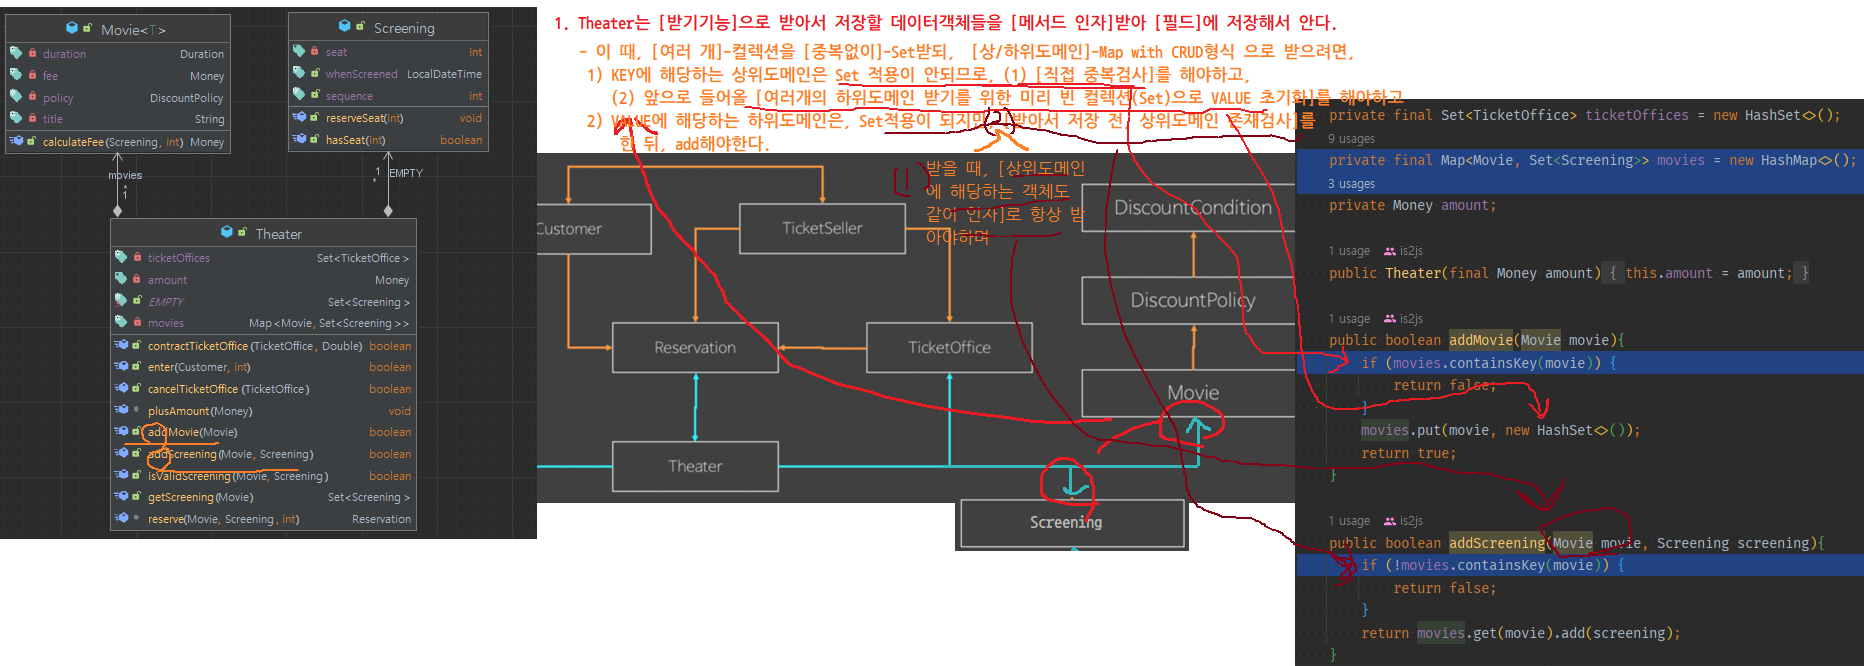 Movie<T>
duration Duration
fee Money
policy DiscountPolicy
title String
calculateFee(Screening, int) Money
Screening
seat int
whenScreened LocalDateTime
sequence int
reserveSeat(int) void
hasSeat(int) boolean
movies
*
1
1
*
EMPTY
Theater
ticketOffices Set<TicketOffice>
amount Money
EMPTY Set<Screening>
movies Map<Movie, Set<Screening>>
contractTicketOffice(TicketOffice, Double) boolean
enter(Customer, int) boolean
cancelTicketOffice(TicketOffice) boolean
plusAmount(Money) void
addMovie(Movie) boolean
addScreening(Movie, Screening) boolean
isValidScreening(Movie, Screening) boolean
getScreening(Movie) Set<Screening>
reserve(Movie, Screening, int) Reservation
1. Theater는 [받기기능]으로 받아서 저장할 데이터객체들을 [메서드 인자]받아 [필드]에 저장해서 안다.
- 이 때, [여러 개]-컬렉션을 [중복없이]-Set받되, [상/하위도메인]-Map with CRUD형식 으로 받으려면,
1) KEY에 해당하는 상위도메인은 Set 적용이 안되므로, (1) [직접 중복검사]를 해야하고,
(2) 앞으로 들어올 [여러개의 하위도메인 받기를 위한 미리 빈 컬렉션(Set)으로 VALUE 초기화]를 해야하고
2) VALUE에 해당하는 하위도메인은, Set적용이 되지만, [받아서 저장 전, 상위도메인 존재검사]를
한 뒤, add해야한다.
(1)
받을 때, [상위도메인
에 해당하는 객체도
같이 인자]로 항상 받
아야하며
Customer
TicketSeller
DiscountCondition
DiscountPolicy
Reservation
TicketOffice
Movie
Theater
Screening
private final Set<TicketOffice> ticketOffices = new HashSet<>();
9 usages
private final Map<Movie, Set<Screening>> movies = new HashMap<>();
3 usages
private Money amount;
1 usage is2js
public Theater(final Money amount) { this.amount = amount; }
1 usage is2js
public boolean addMovie(Movie movie){
if (movies.containsKey(movie)) {
return false;
}
movies.put(movie, new HashSet<>());
return true;
}
1 usage is2js
public boolean addScreening(Movie movie, Screening screening){
if (!movies.containsKey(movie)) {
return false;
}
return movies.get(movie).add(screening);
}